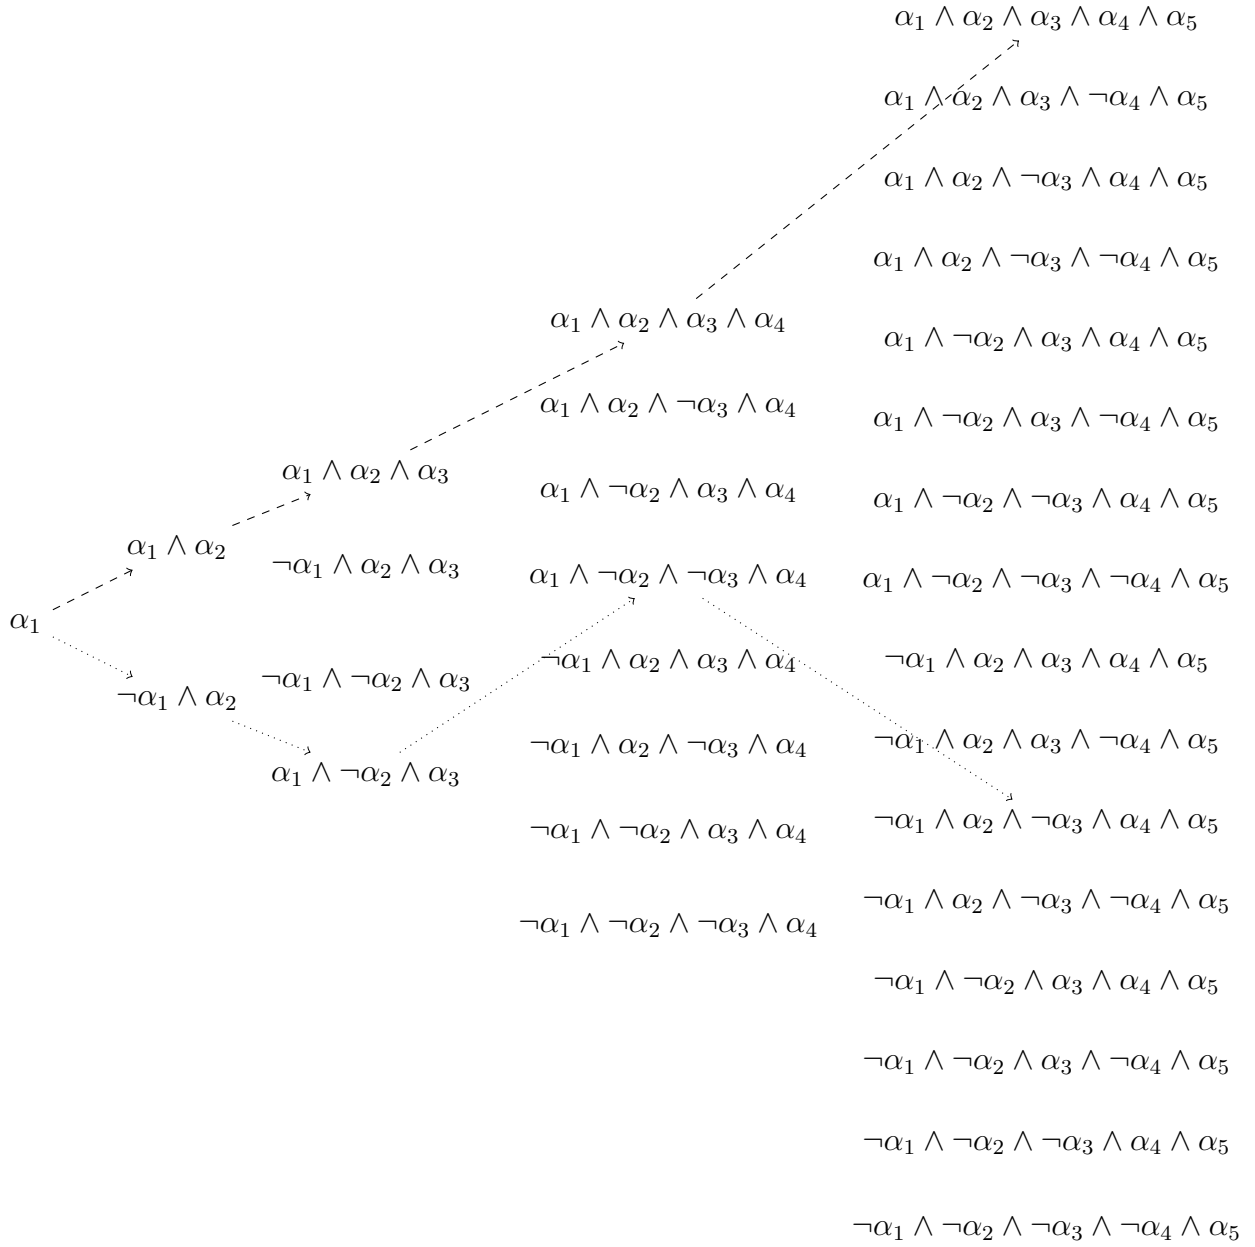 α₁
α₁ ∧ α₂
¬α₁ ∧ α₂
α₁ ∧ α₂ ∧ α₃
¬α₁ ∧ α₂ ∧ α₃
¬α₁ ∧ ¬α₂ ∧ α₃
α₁ ∧ ¬α₂ ∧ α₃
α₁ ∧ α₂ ∧ α₃ ∧ α₄
α₁ ∧ α₂ ∧ ¬α₃ ∧ α₄
α₁ ∧ ¬α₂ ∧ α₃ ∧ α₄
α₁ ∧ ¬α₂ ∧ ¬α₃ ∧ α₄
¬α₁ ∧ α₂ ∧ α₃ ∧ α₄
¬α₁ ∧ α₂ ∧ ¬α₃ ∧ α₄
¬α₁ ∧ ¬α₂ ∧ α₃ ∧ α₄
¬α₁ ∧ ¬α₂ ∧ ¬α₃ ∧ α₄
α₁ ∧ α₂ ∧ α₃ ∧ α₄ ∧ α₅
α₁ ∧ α₂ ∧ α₃ ∧ ¬α₄ ∧ α₅
α₁ ∧ α₂ ∧ ¬α₃ ∧ α₄ ∧ α₅
α₁ ∧ α₂ ∧ ¬α₃ ∧ ¬α₄ ∧ α₅
α₁ ∧ ¬α₂ ∧ α₃ ∧ α₄ ∧ α₅
α₁ ∧ ¬α₂ ∧ α₃ ∧ ¬α₄ ∧ α₅
α₁ ∧ ¬α₂ ∧ ¬α₃ ∧ α₄ ∧ α₅
α₁ ∧ ¬α₂ ∧ ¬α₃ ∧ ¬α₄ ∧ α₅
¬α₁ ∧ α₂ ∧ α₃ ∧ α₄ ∧ α₅
¬α₁ ∧ α₂ ∧ α₃ ∧ ¬α₄ ∧ α₅
¬α₁ ∧ α₂ ∧ ¬α₃ ∧ α₄ ∧ α₅
¬α₁ ∧ α₂ ∧ ¬α₃ ∧ ¬α₄ ∧ α₅
¬α₁ ∧ ¬α₂ ∧ α₃ ∧ α₄ ∧ α₅
¬α₁ ∧ ¬α₂ ∧ α₃ ∧ ¬α₄ ∧ α₅
¬α₁ ∧ ¬α₂ ∧ ¬α₃ ∧ α₄ ∧ α₅
¬α₁ ∧ ¬α₂ ∧ ¬α₃ ∧ ¬α₄ ∧ α₅